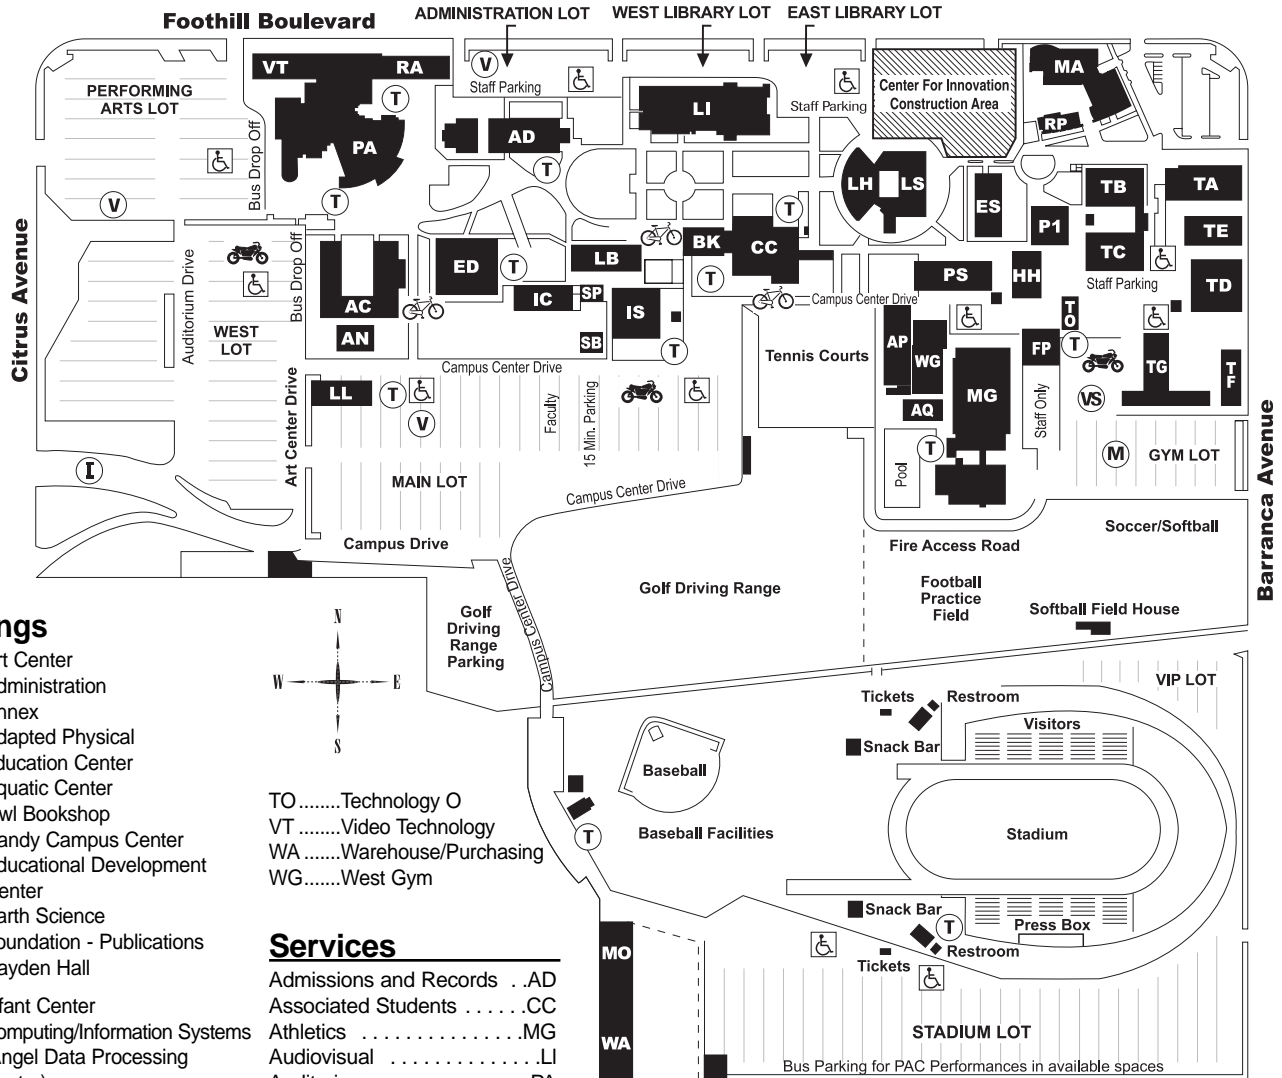 Foothill Boulevard
ADMINISTRATION LOT
WEST LIBRARY LOT
EAST LIBRARY LOT
VT
RA
V
Staff Parking
PERFORMING
ARTS LOT
T
LI
Staff Parking
Center For Innovation
Construction Area
MA
RP
Bus Drop Off
PA
AD
T
LH
LS
ES
TB
TA
V
T
T
P1
TE
Citrus Avenue
Auditorium Drive
Bus Drop Off
AC
ED
T
LB
BK
CC
T
PS
HH
TC
Staff Parking
TD
IC
SP
IS
Campus Center Drive
TO
WEST
LOT
AN
SB
T
Tennis Courts
AP
WG
FP
T
TG
TF
Campus Center Drive
LL
T
V
Art Center Drive
Faculty
15 Min. Parking
AQ
MG
Staff Only
VS
Barranca Avenue
I
MAIN LOT
T
Pool
M
GYM LOT
Campus Center Drive
Soccer/Softball
Campus Drive
Fire Access Road
Campus Center Drive
Golf Driving Range
Football
Practice
Field
Softball Field House
Golf
Driving
Range
Parking
N
W
E
S
ngs
rt Center
dministration
nnex
dapted Physical
ducation Center
quatic Center
wl Bookshop
andy Campus Center
ducational Development
enter
arth Science
oundation - Publications
ayden Hall
fant Center
omputing/Information Systems
Angel Data Processing
TO ........Technology O
VT ........Video Technology
WA .......Warehouse/Purchasing
WG.......West Gym
Services
Admissions and Records . .AD
Associated Students . . . . . .CC
Athletics . . . . . . . . . . . . . . .MG
Audiovisual . . . . . . . . . . . . . .LI
VIP LOT
Tickets
Restroom
Visitors
Snack Bar
Baseball
Baseball Facilities
T
Stadium
Snack Bar
T
Press Box
Restroom
Tickets
MO
WA
STADIUM LOT
Bus Parking for PAC Performances in available spaces